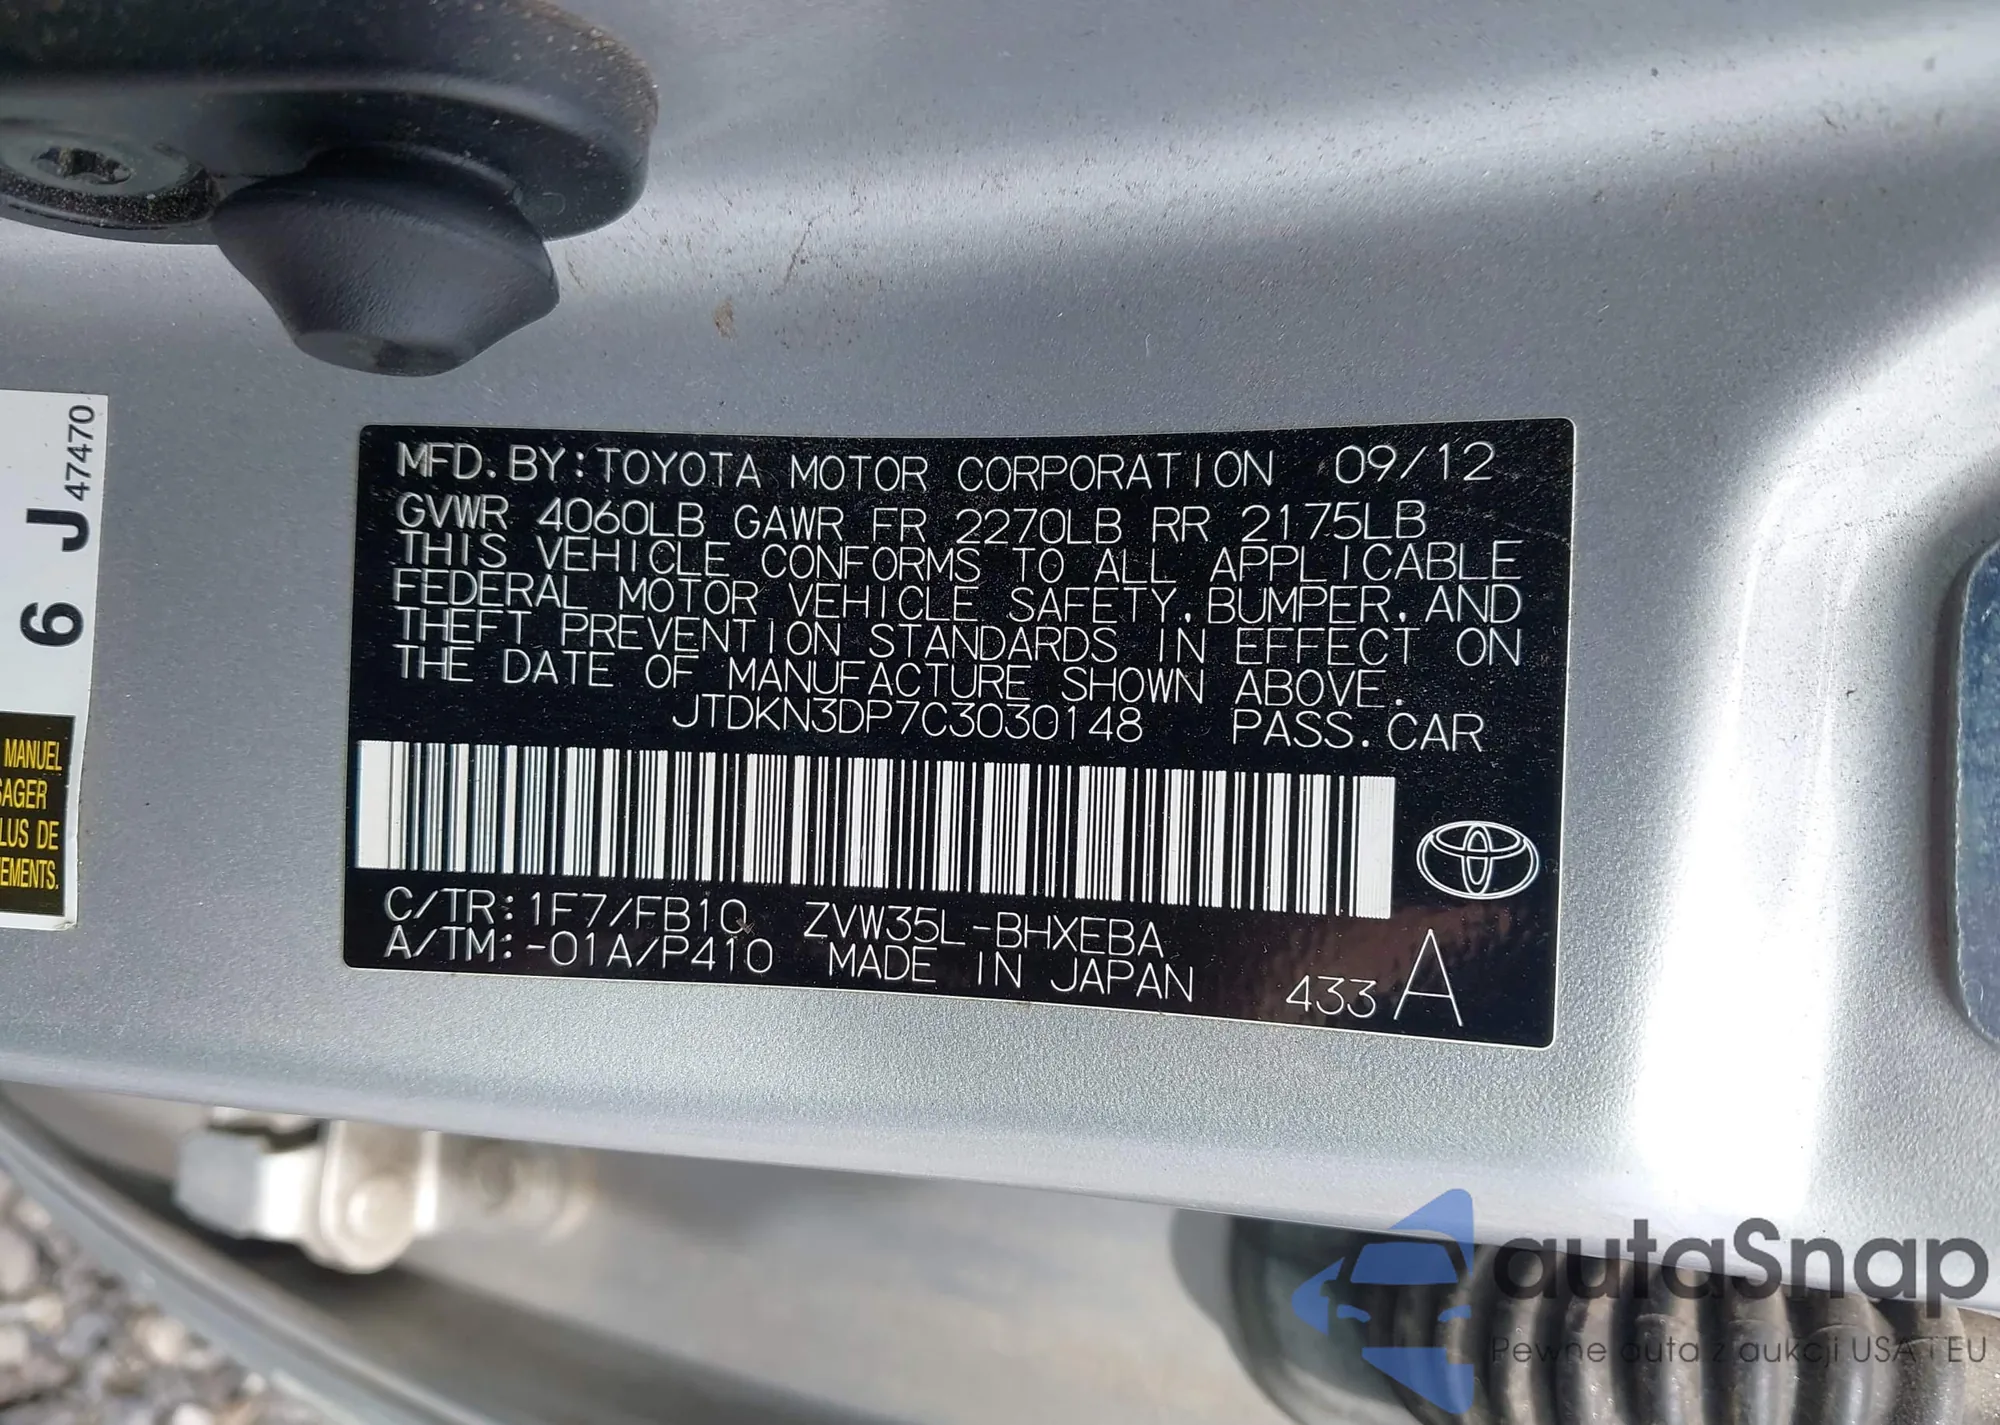 MFD. BY: TOYOTA MOTOR CORPORATION 09/12
GVWR 4060LB GAWR FR 2270LB RR 2175LB
THIS VEHICLE CONFORMS TO ALL APPLICABLE
FEDERAL MOTOR VEHICLE SAFETY, BUMPER, AND
THEFT PREVENTION STANDARDS IN EFFECT ON
THE DATE OF MANUFACTURE SHOWN ABOVE.
JTDKN3DP7C3030148 PASS. CAR
C/TR: 1F7/FB10 ZVW35L-BHXEBA
A/TM: -01A/P410 MADE IN JAPAN 433 A
6 J 47470
MANUEL
SAGER
LUS DE
EMENTS.
autaSnap
Pewne auta z aukcji USA i EU